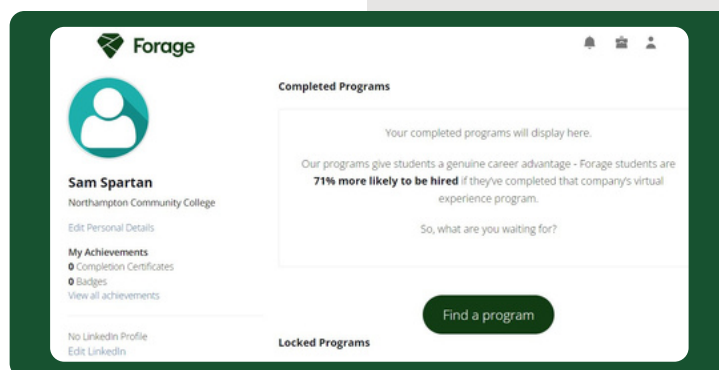 Forage
Sam Spartan
Northampton Community College
Edit Personal Details
My Achievements
0 Completion Certificates
0 Badges
View all achievements
No LinkedIn Profile
Edit LinkedIn
Completed Programs
Your completed programs will display here.
Our programs give students a genuine career advantage - Forage students are
71% more likely to be hired if they've completed that company's virtual
experience program.
So, what are you waiting for?
Find a program
Locked Programs